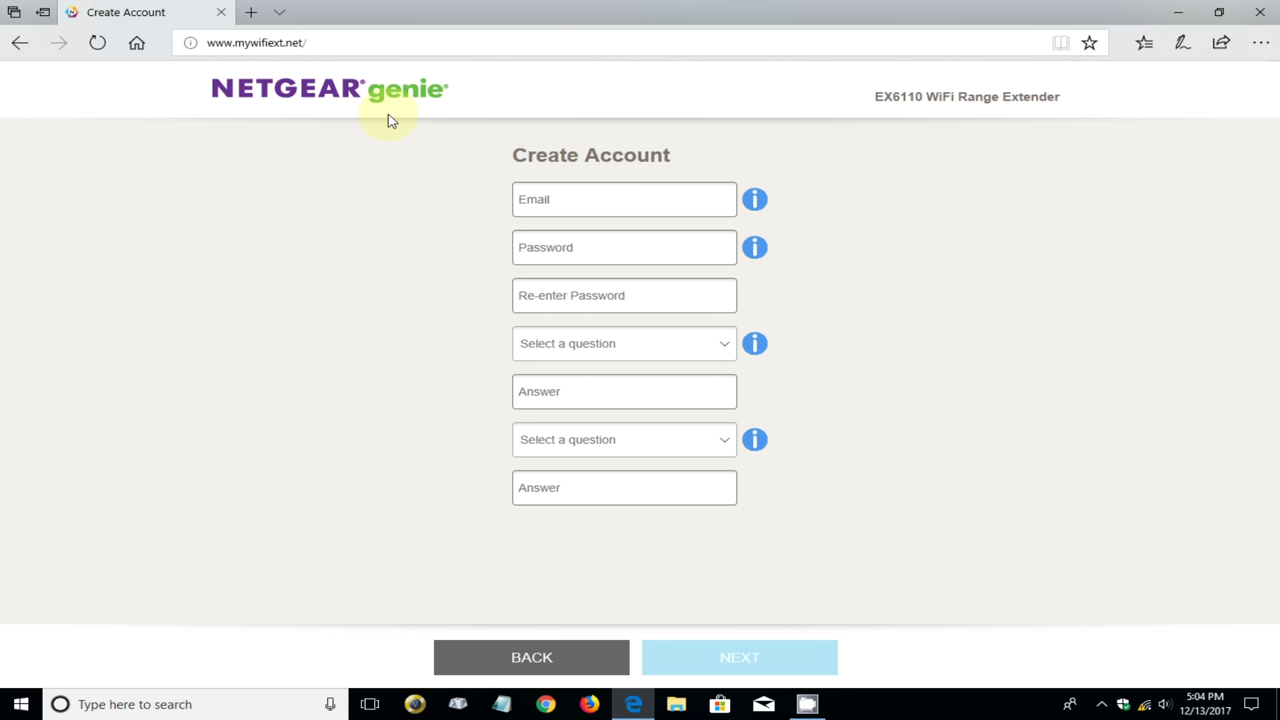 Create Account
www.mywifiext.net/
NETGEAR® genie®
EX6110 WiFi Range Extender
Create Account
Email
Password
Re-enter Password
Select a question
Answer
Select a question
Answer
BACK
NEXT
Type here to search
5:04 PM
12/13/2017